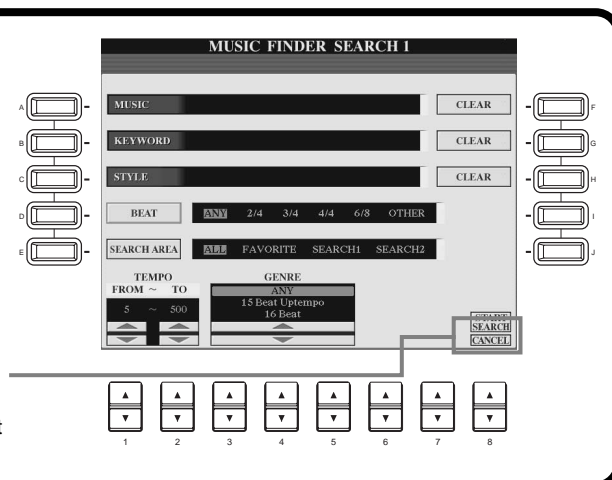 MUSIC FINDER SEARCH 1
A MUSIC CLEAR F
B KEYWORD CLEAR G
C STYLE CLEAR H
D BEAT ANY 2/4 3/4 4/4 6/8 OTHER I
E SEARCH AREA ALL FAVORITE SEARCH1 SEARCH2 J
TEMPO GENRE
FROM ~ TO ANY
5 ~ 500 15 Beat Uptempo
16 Beat
START
SEARCH
CANCEL
t
1 2 3 4 5 6 7 8